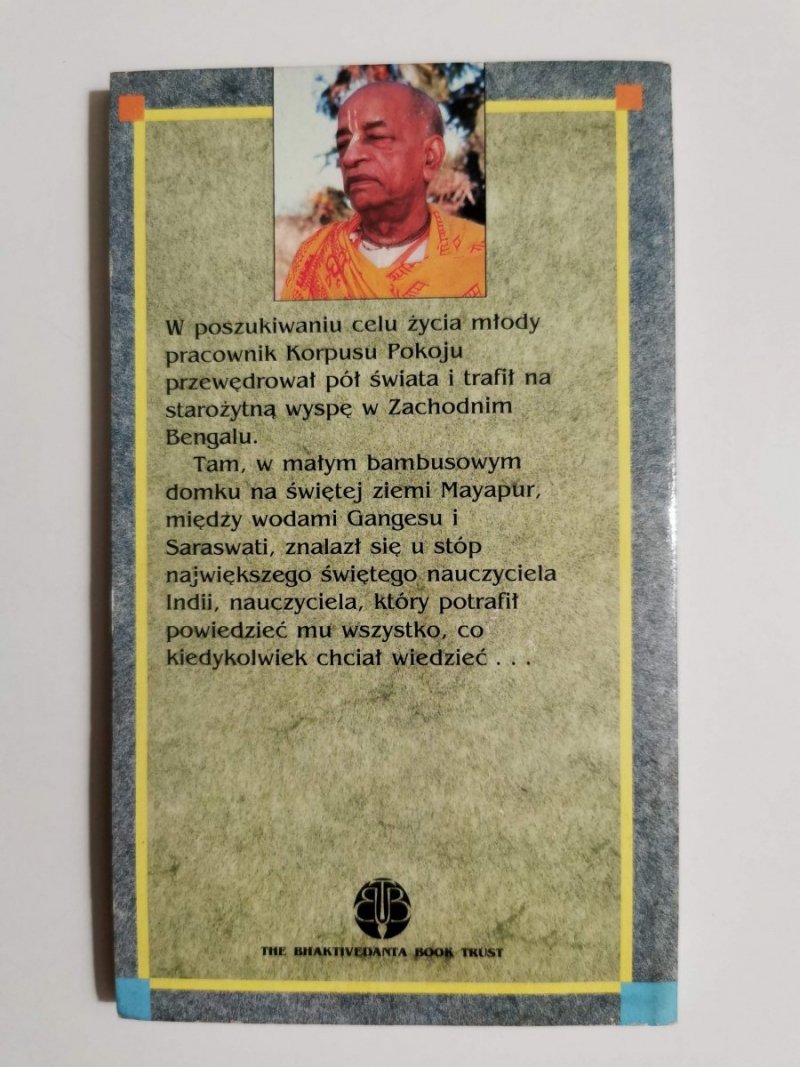 W poszukiwaniu celu życia młody
pracownik Korpusu Pokoju
przewędrował pół świata i trafił na
starożytną wyspę w Zachodnim
Bengalu.
Tam, w małym bambusowym
domku na świętej ziemi Mayapur,
między wodami Gangesu i
Saraswati, znalazł się u stóp
największego świętego nauczyciela
Indii, nauczyciela, który potrafił
powiedzieć mu wszystko, co
kiedykolwiek chciał wiedzieć . . .
BTB
THE BHAKTIVEDANTA BOOK TRUST